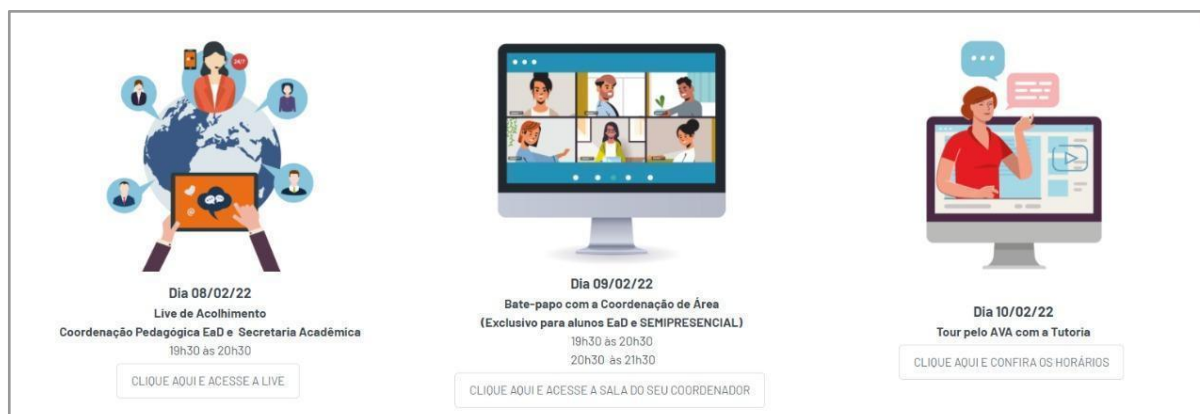 24/7
@
Dia 08/02/22
Live de Acolhimento
Coordenação Pedagógica EaD e Secretaria Acadêmica
19h30 às 20h30
CLIQUE AQUI E ACESSE A LIVE
Dia 09/02/22
Bate-papo com a Coordenação de Área
(Exclusivo para alunos EaD e SEMIPRESENCIAL)
19h30 às 20h30
20h30 às 21h30
CLIQUE AQUI E ACESSE A SALA DO SEU COORDENADOR
Dia 10/02/22
Tour pelo AVA com a Tutoria
CLIQUE AQUI E CONFIRA OS HORÁRIOS